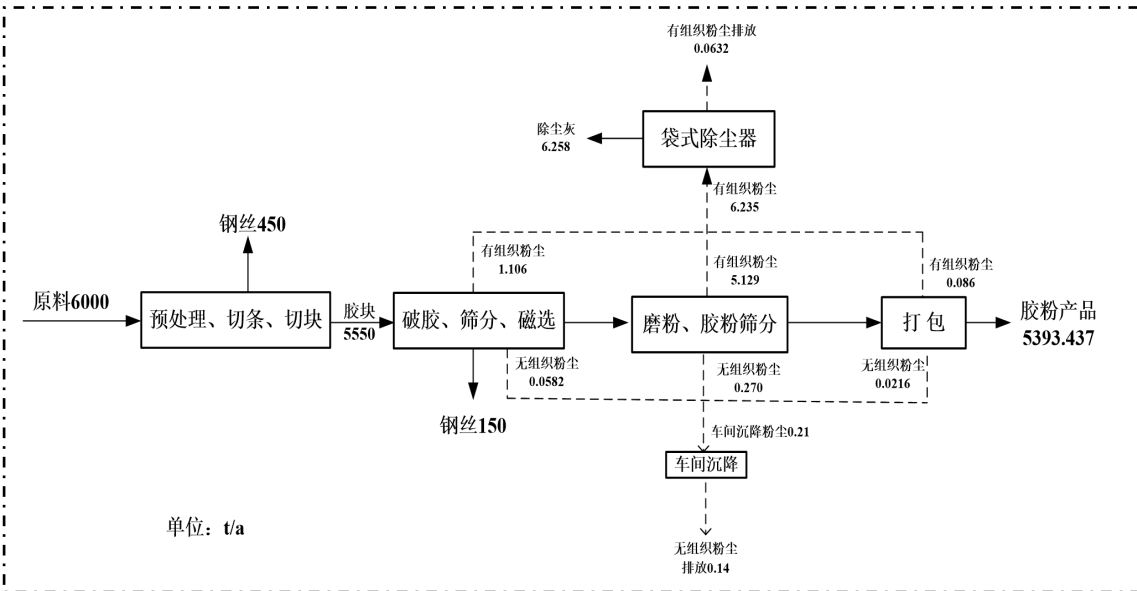 有组织粉尘排放
0.0632
袋式除尘器
除尘灰
6.258
有组织粉尘
6.235
钢丝450
有组织粉尘
1.106
有组织粉尘
5.129
有组织粉尘
0.086
原料6000
预处理、切条、切块
胶块
5550
破胶、筛分、磁选
磨粉、胶粉筛分
打 包
胶粉产品
5393.437
无组织粉尘
0.0582
无组织粉尘
0.270
无组织粉尘
0.0216
钢丝150
车间沉降粉尘0.21
车间沉降
单位：t/a
无组织粉尘
排放0.14